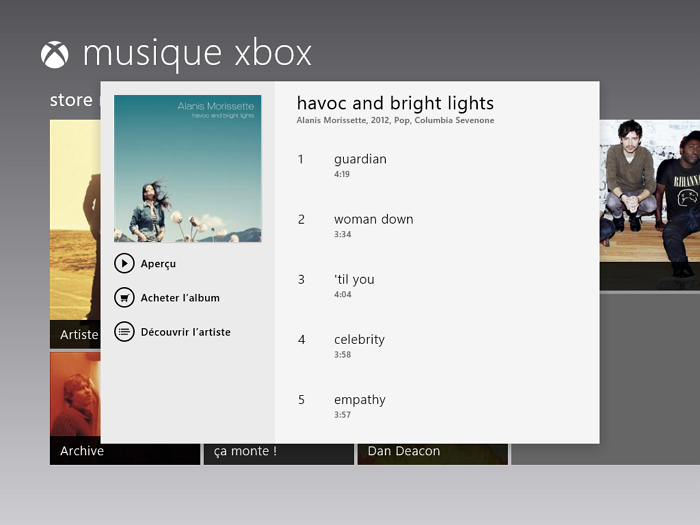 musique xbox
store
Alanis Morissette
havoc and bright lights
Aperçu
Acheter l'album
Découvrir l'artiste
havoc and bright lights
Alanis Morissette, 2012, Pop, Columbia Sevenone
1 guardian
4:19
2 woman down
3:34
3 'til you
4:04
4 celebrity
3:58
5 empathy
3:57
RIHANNA
Artiste
Archive
ça monte !
Dan Deacon